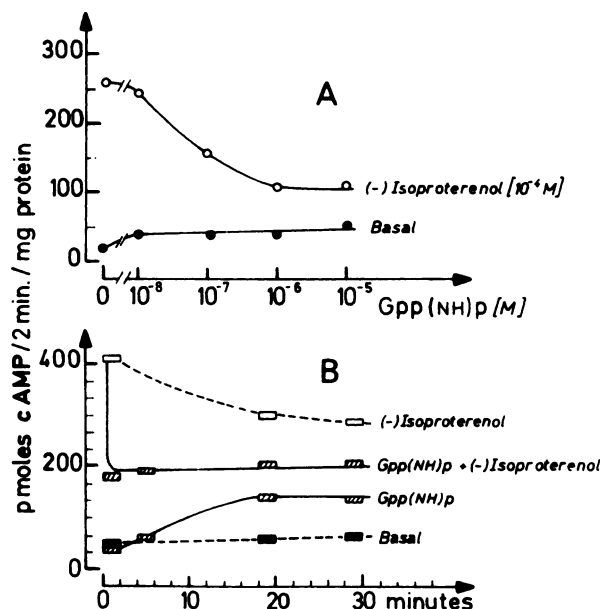 pmoles cAMP/2 min./mg protein
A
300
200
100
0
(-) Isoproterenol [10⁻⁴ M]
Basal
0 10⁻⁸ 10⁻⁷ 10⁻⁶ 10⁻⁵
Gpp(NH)p [M]
B
400
200
0
(-) Isoproterenol
Gpp(NH)p + (-) Isoproterenol
Gpp(NH)p
Basal
0 10 20 30 minutes